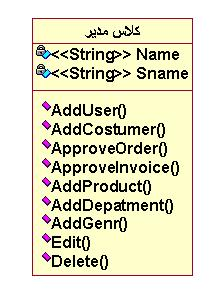 کلاس مدیر
<<String>> Name
<<String>> Sname
AddUser()
AddCostumer()
ApproveOrder()
ApproveInvoice()
AddProduct()
AddDepatment()
AddGenr()
Edit()
Delete()